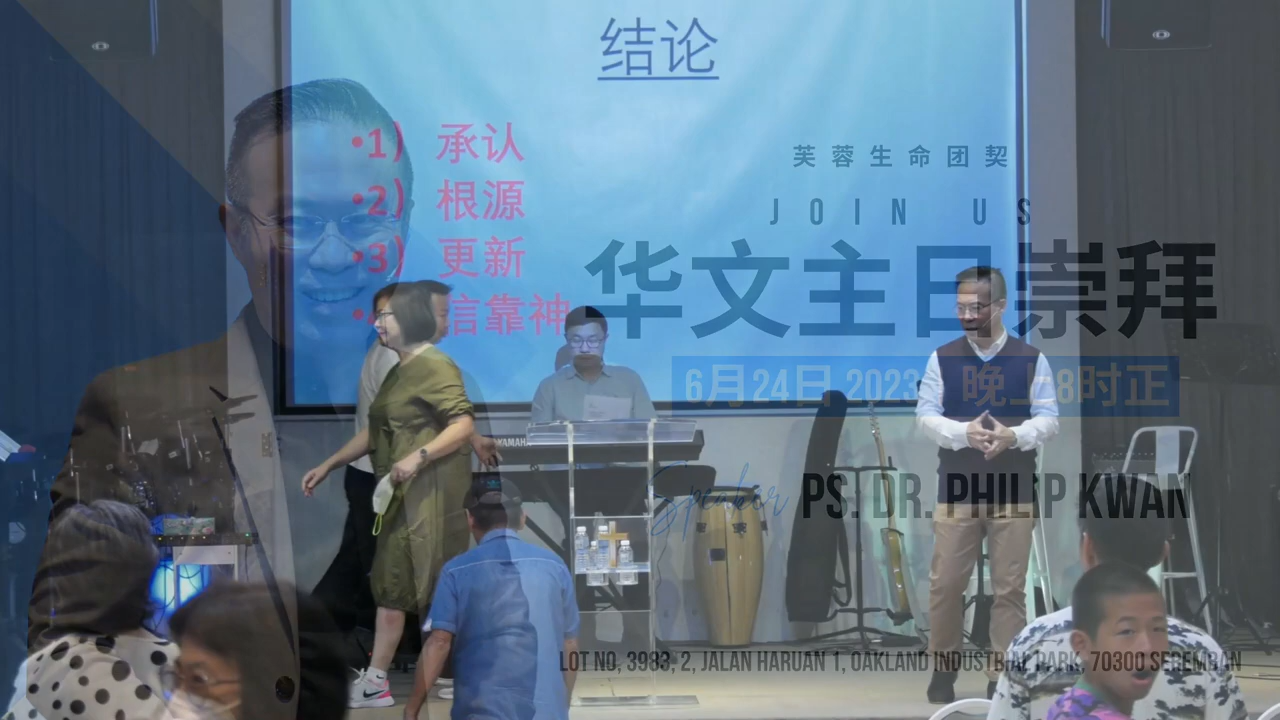 结论
•1） 承认
•2） 根源
•3） 更新
信靠神
芙蓉生命团契
JOIN US
华文主日崇拜
6月24日 2023 晚上8时正
YAMAHA
Speaker PS. DR. PHILIP KWAN
LOT NO, 3983, 2, JALAN HARUAN 1, OAKLAND INDUSTRIAL PARK, 70300 SEREMBAN